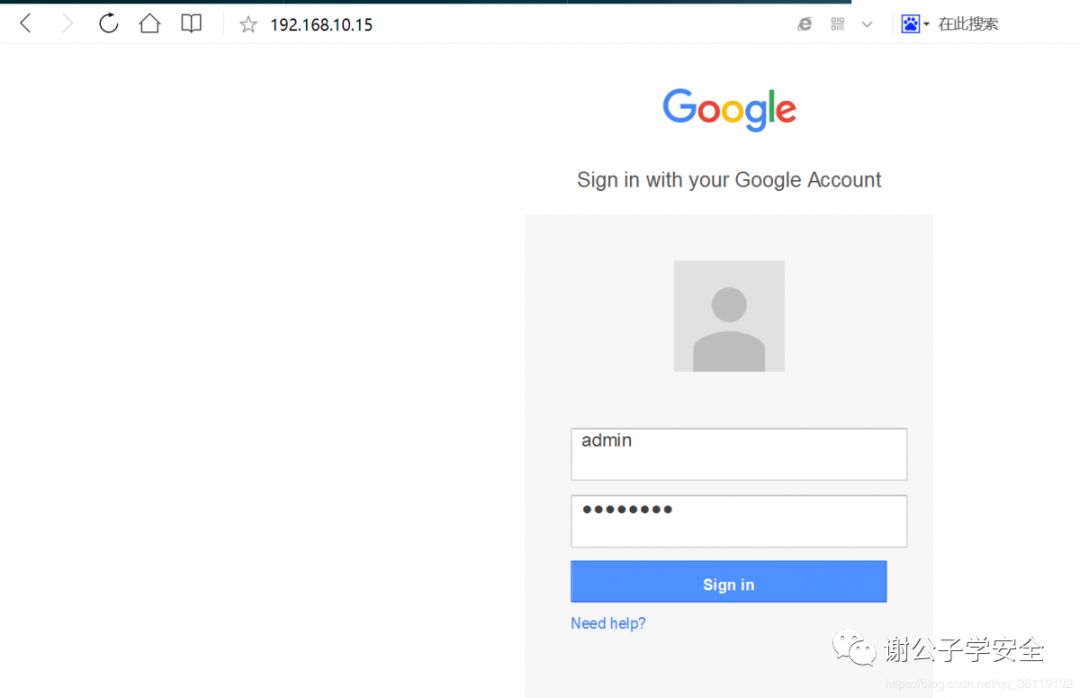 192.168.10.15
在此搜索
Google
Sign in with your Google Account
admin
••••••••
Sign in
Need help?
谢公子学安全
https://blog.csdn.net/qq_36119192